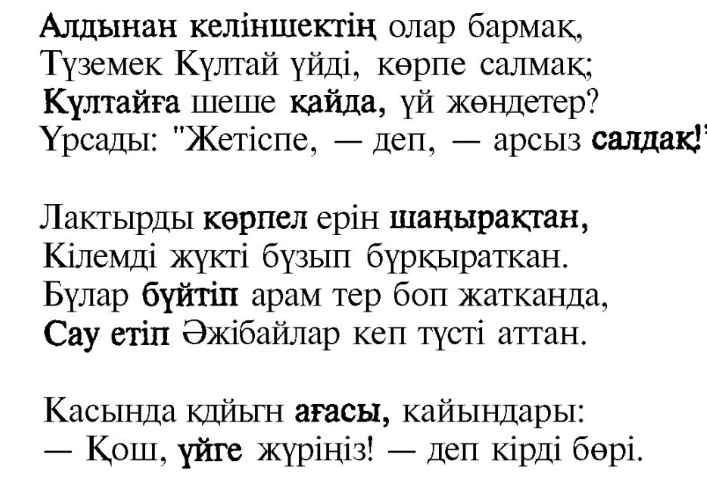 Алдынан келіншектің олар бармақ,
Түземек Күлтай үйді, көрпе салмақ;
Күлтайға шеше қайда, үй жөндетер?
Ұрсады: "Жетіспе, — деп, — арсыз салдақ!"
Лактырды көрпел ерін шаңырақтан,
Кілемді жүкті бүзып бүрқыраткан.
Бүлар бүйтіп арам тер боп жатканда,
Сау етіп Әжібайлар кеп түсті аттан.
Касында қдйыгн ағасы, кайындары:
— Қош, үйге жүріңіз! — деп кірді бөрі.